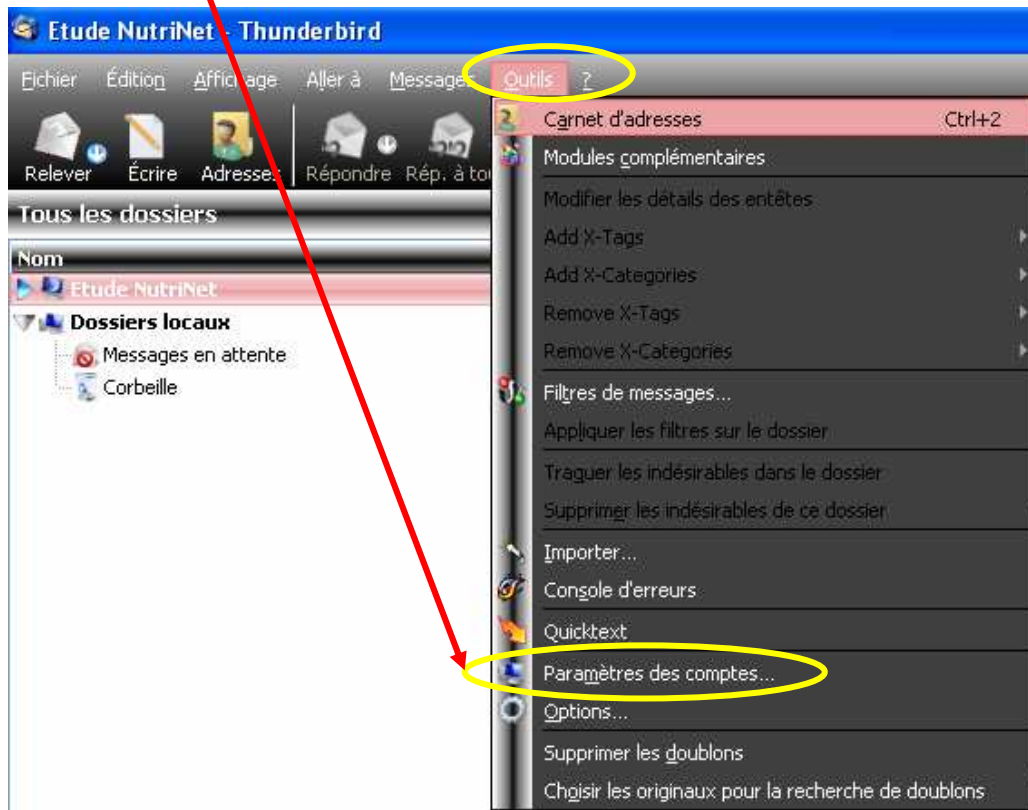 Etude NutriNet - Thunderbird
Fichier Édition Affichage Aller à Messages Outils ?
Relever Écrire Adresses Répondre Rép. à tou
Tous les dossiers
Nom
Etude NutriNet
Dossiers locaux
Messages en attente
Corbeille
Carnet d'adresses Ctrl+2
Modules complémentaires
Modifier les détails des entêtes
Add X-Tags
Add X-Categories
Remove X-Tags
Remove X-Categories
Filtres de messages...
Appliquer les filtres sur le dossier
Traquer les indésirables dans le dossier
Supprimer les indésirables de ce dossier
Importer...
Console d'erreurs
Quicktext
Paramètres des comptes...
Options...
Supprimer les doublons
Choisir les originaux pour la recherche de doublons